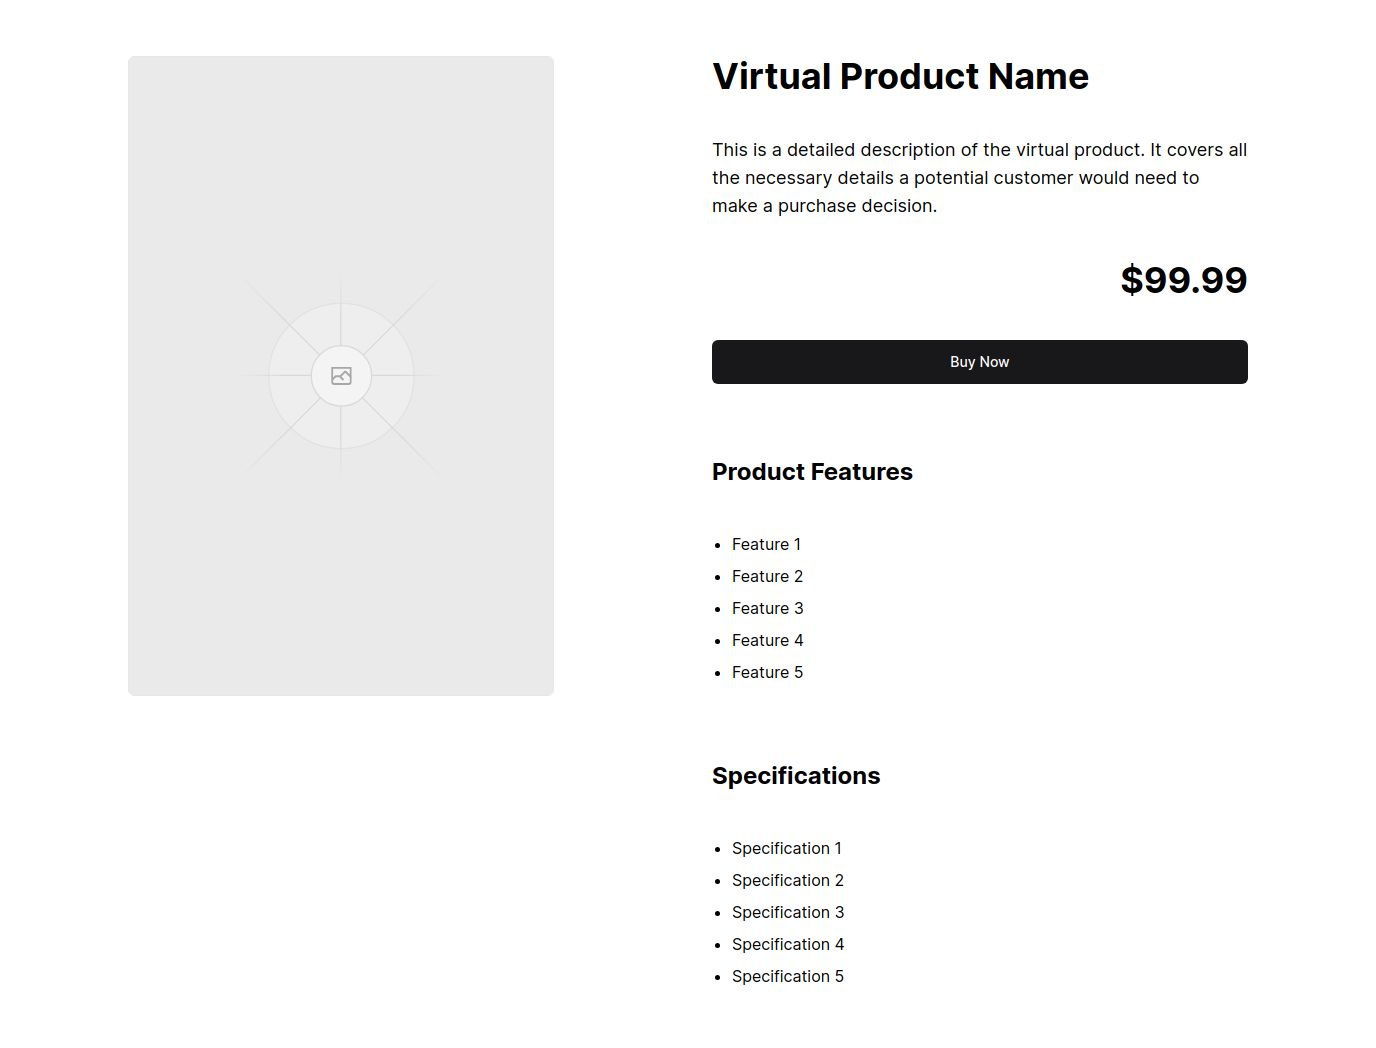 Virtual Product Name
This is a detailed description of the virtual product. It covers all
the necessary details a potential customer would need to
make a purchase decision.
$99.99
Buy Now
Product Features
Feature 1
Feature 2
Feature 3
Feature 4
Feature 5
Specifications
Specification 1
Specification 2
Specification 3
Specification 4
Specification 5